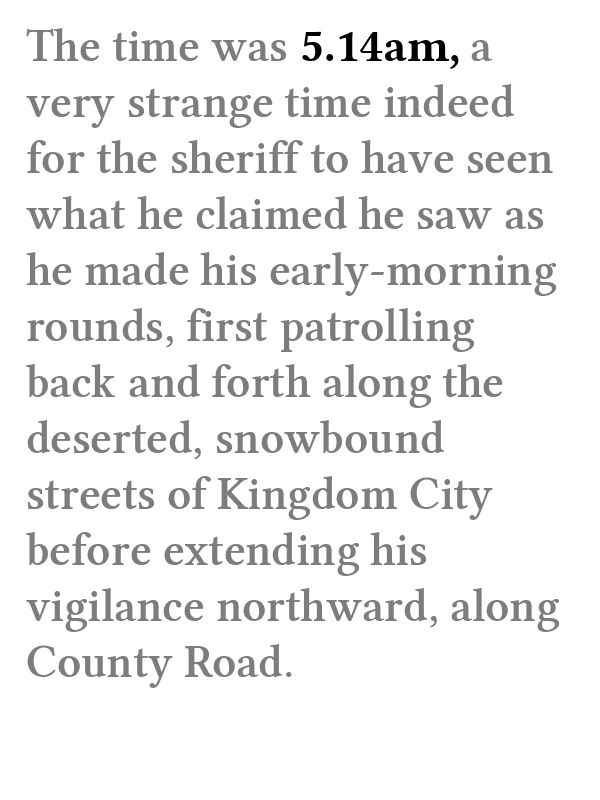 The time was 5.14am, a
very strange time indeed
for the sheriff to have seen
what he claimed he saw as
he made his early-morning
rounds, first patrolling
back and forth along the
deserted, snowbound
streets of Kingdom City
before extending his
vigilance northward, along
County Road.